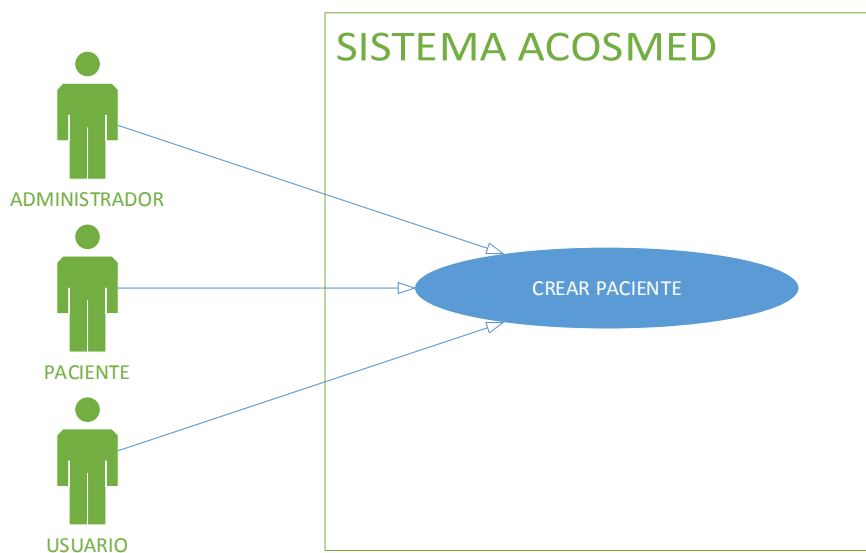 SISTEMA ACOSMED
ADMINISTRADOR
CREAR PACIENTE
PACIENTE
USUARIO